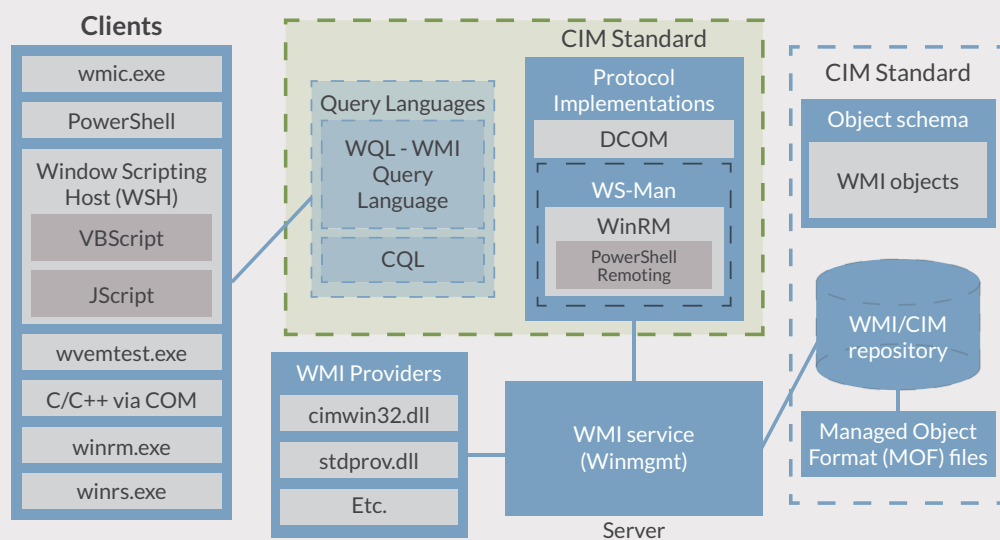 Clients
wmic.exe
PowerShell
Window Scripting
Host (WSH)
VBScript
JScript
wvemtest.exe
C/C++ via COM
winrm.exe
winrs.exe
CIM Standard
Query Languages
WQL - WMI
Query
Language
CQL
Protocol
Implementations
DCOM
WS-Man
WinRM
PowerShell
Remoting
WMI Providers
cimwin32.dll
stdprov.dll
Etc.
WMI service
(Winmgmt)
Server
CIM Standard
Object schema
WMI objects
WMI/CIM
repository
Managed Object
Format (MOF) files